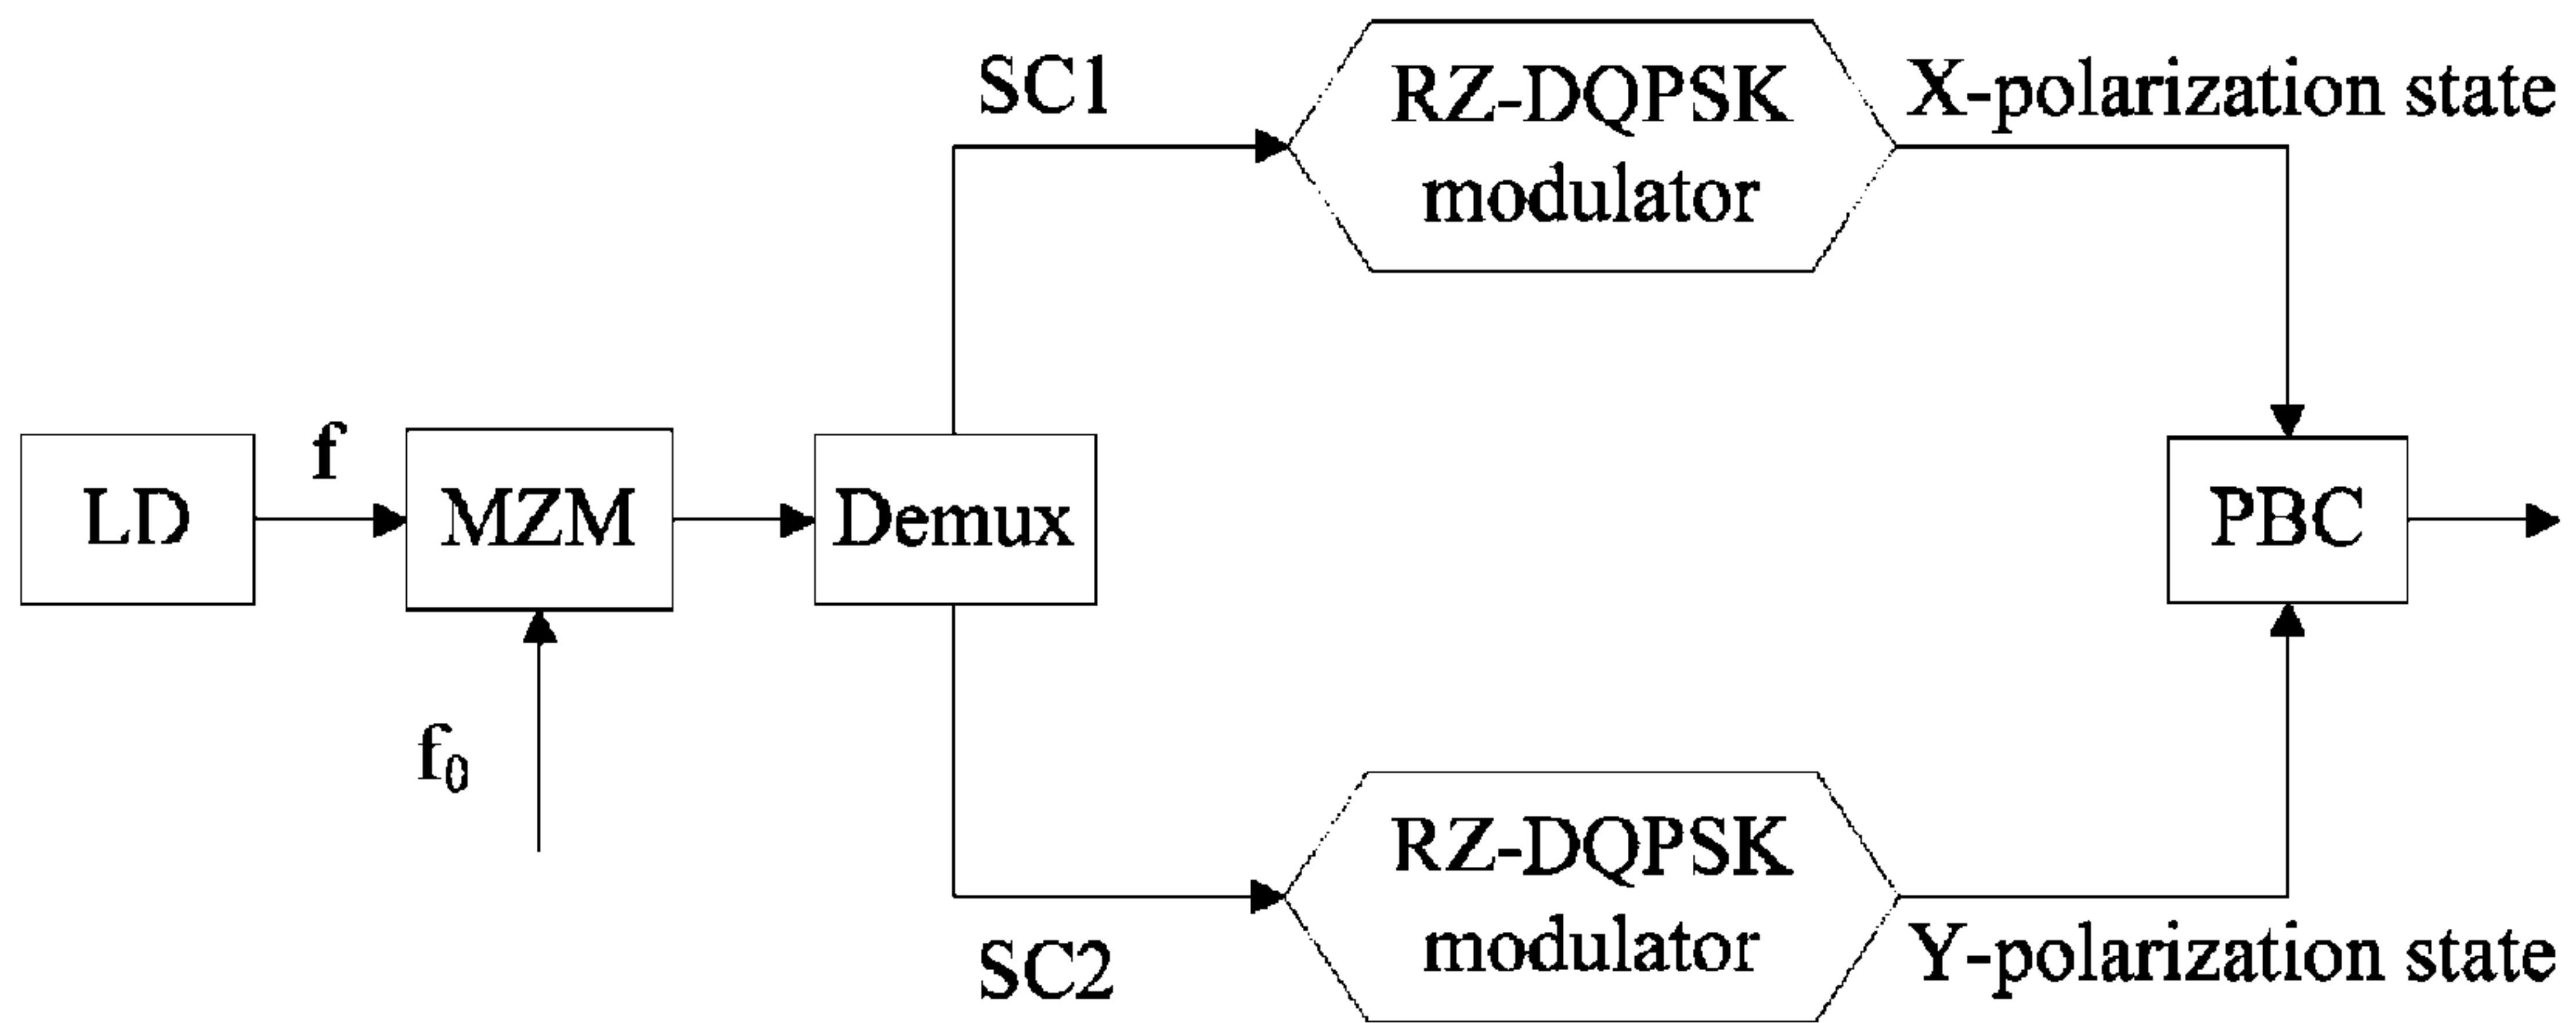 SC1
RZ-DQPSK
modulator
X-polarization state
LD
f
MZM
Demux
PBC
f₀
SC2
RZ-DQPSK
modulator
Y-polarization state